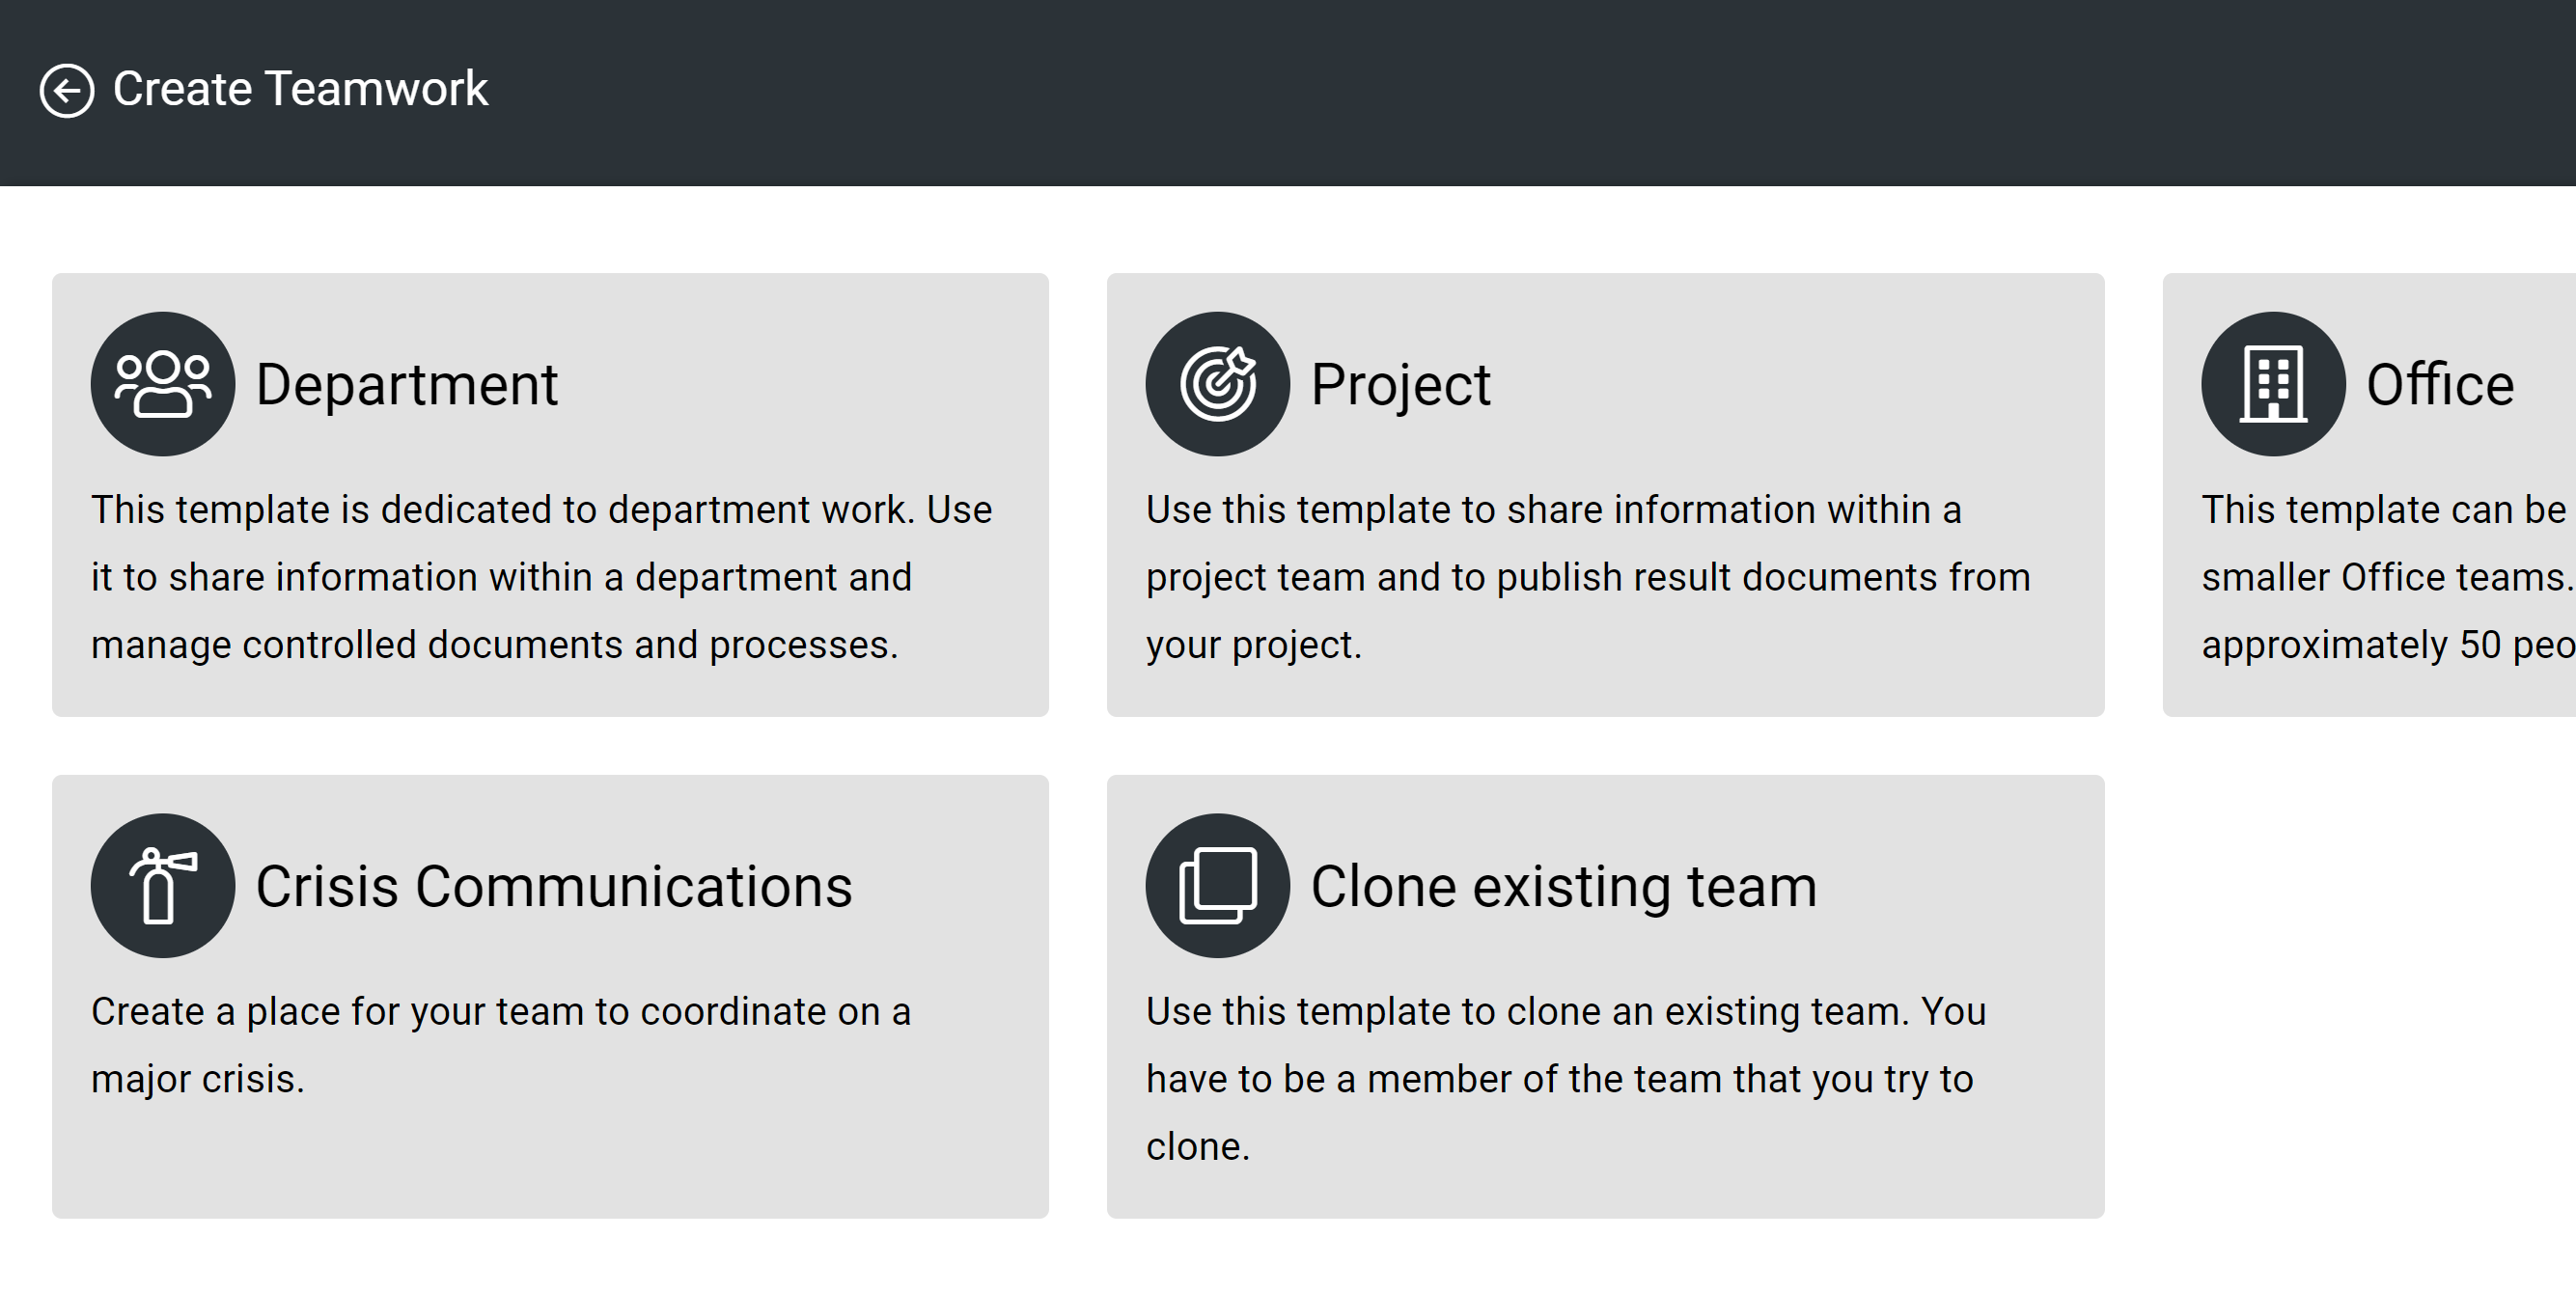 Create Teamwork
Department
This template is dedicated to department work. Use
it to share information within a department and
manage controlled documents and processes.
Project
Use this template to share information within a
project team and to publish result documents from
your project.
Office
This template can be
smaller Office teams.
approximately 50
Crisis Communications
Create a place for your team to coordinate on a
major crisis.
Clone existing team
Use this template to clone an existing team. You
have to be a member of the team that you try to
clone.